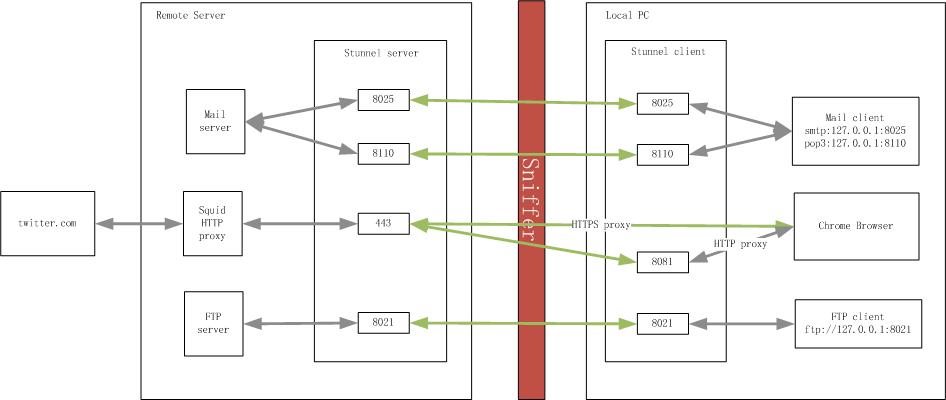 Remote Server
Local PC
Stunnel server
Stunnel client
8025
8025
Mail
server
Mail client
smtp:127.0.0.1:8025
pop3:127.0.0.1:8110
8110
8110
Sniffer
twitter.com
Squid
HTTP
proxy
443
HTTPS proxy
Chrome Browser
HTTP proxy
8081
FTP
server
8021
8021
FTP client
ftp://127.0.0.1:8021